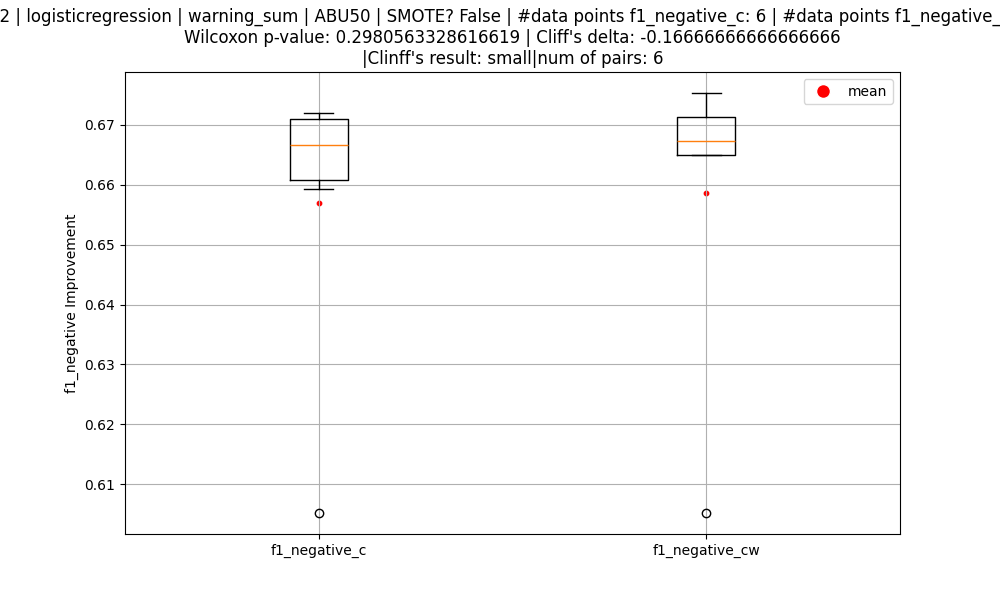 2 | logisticregression | warning_sum | ABU50 | SMOTE? False | #data points f1_negative_c: 6 | #data points f1_negative_
Wilcoxon p-value: 0.2980563328616619 | Cliff's delta: -0.16666666666666666
|Clinff's result: small|num of pairs: 6
mean
0.67
0.66
0.65
0.64
0.63
0.62
0.61
f1_negative Improvement
f1_negative_c
f1_negative_cw